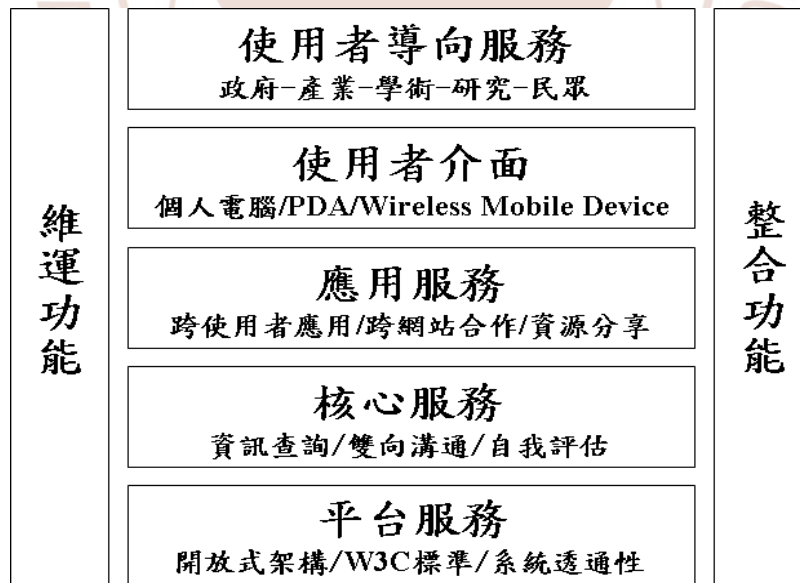 使用者導向服務
政府-產業-學術-研究-民眾
使用者介面
個人電腦/PDA/Wireless Mobile Device
應用服務
跨使用者應用/跨網站合作/資源分享
核心服務
資訊查詢/雙向溝通/自我評估
平台服務
開放式架構/W3C標準/系統透通性
維運功能
整合功能